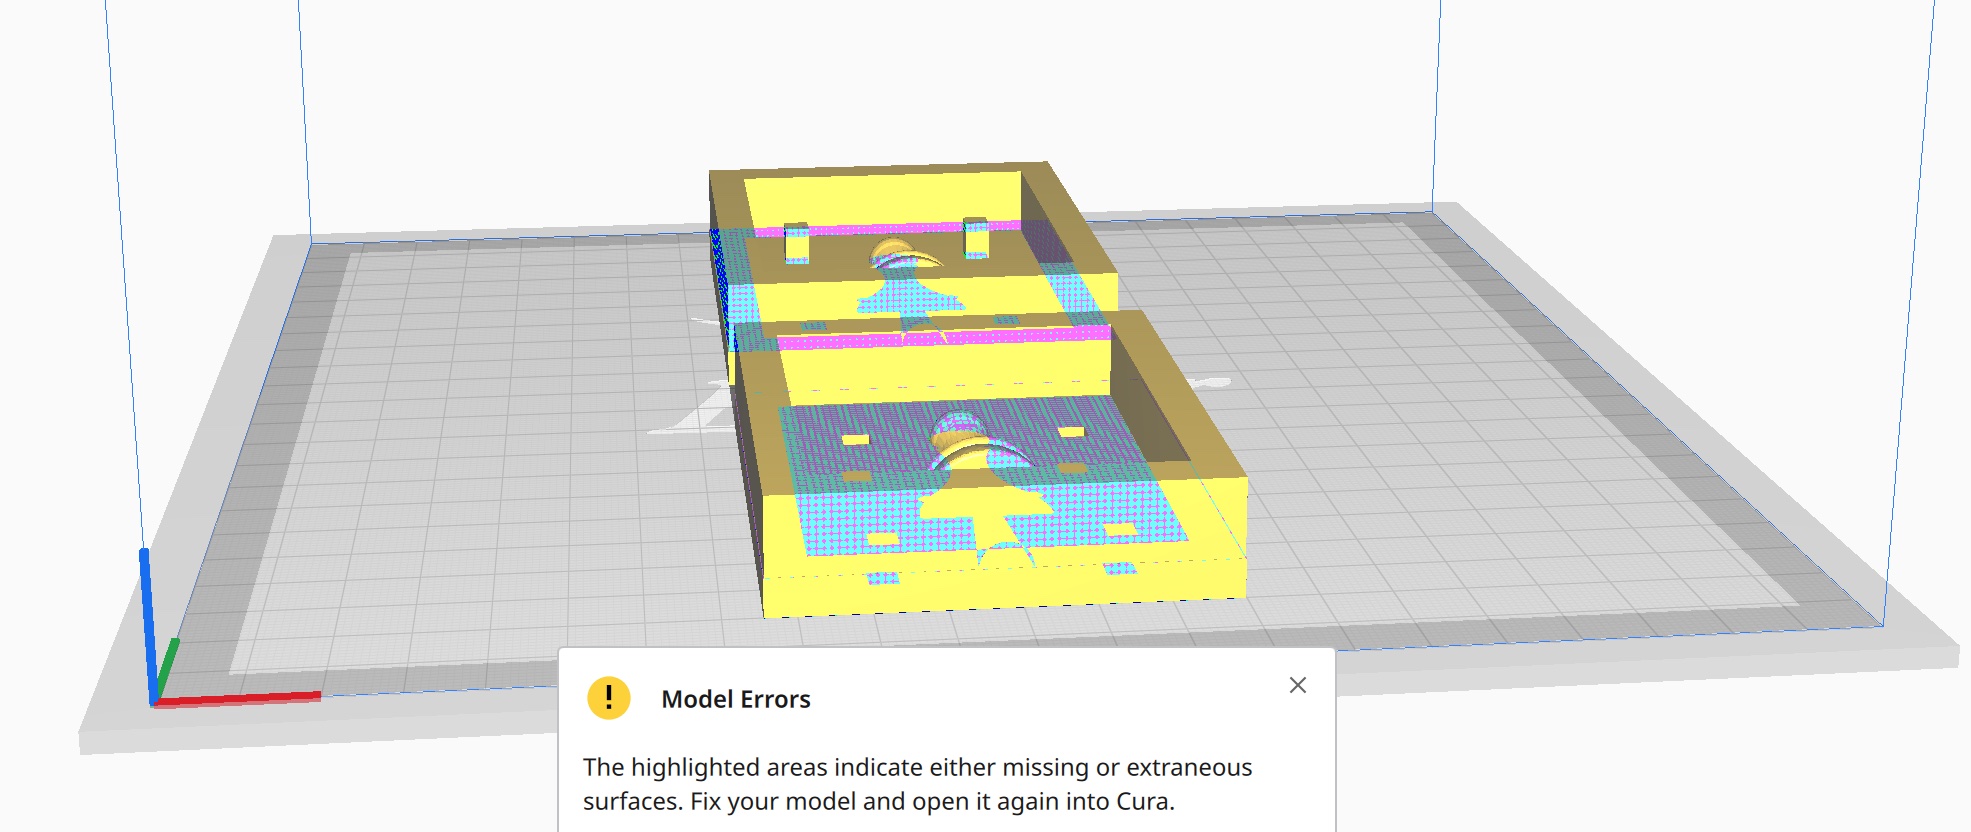 Model Errors
The highlighted areas indicate either missing or extraneous
surfaces. Fix your model and open it again into Cura.